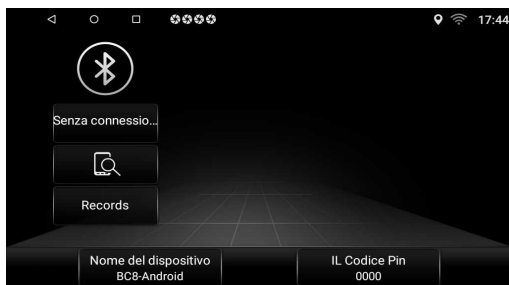 17:44
Senza connessio...
Records
Nome del dispositivo
BC8-Android
IL Codice Pin
0000